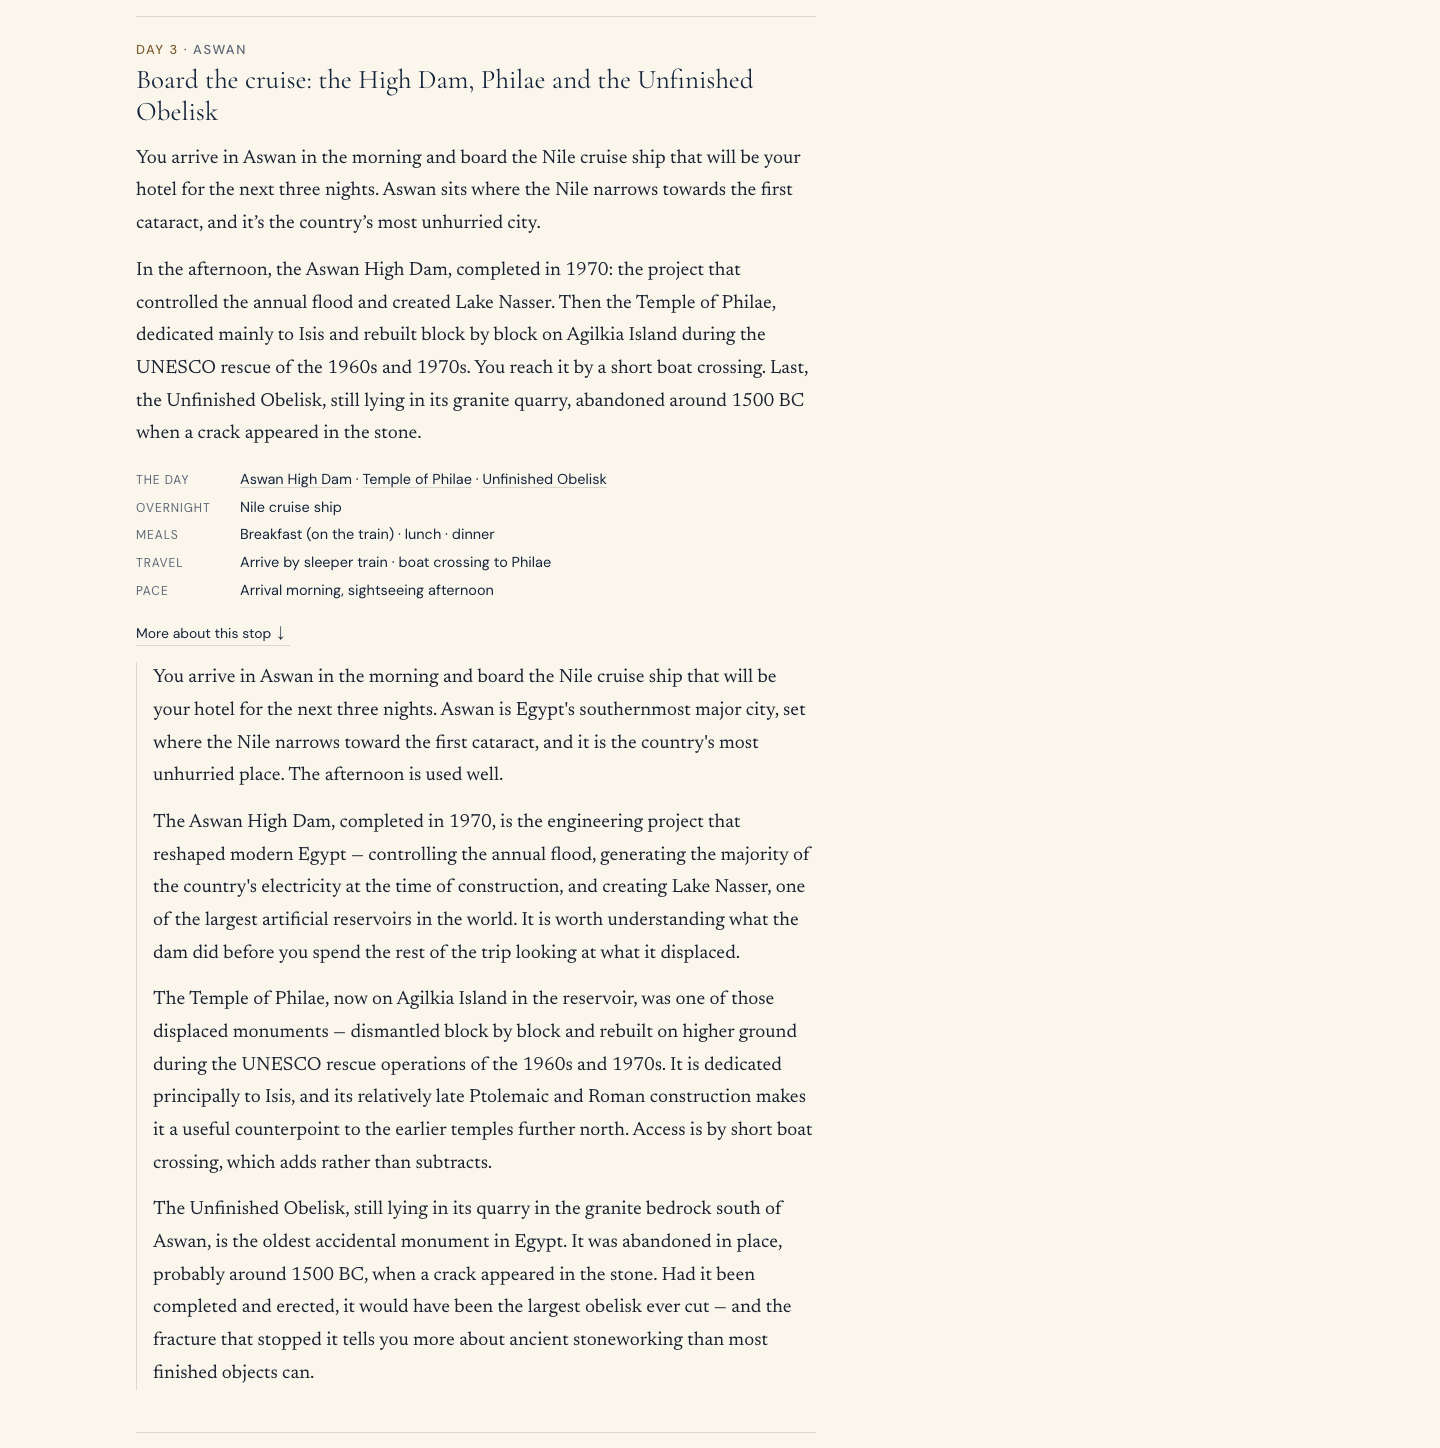 DAY 3 · ASWAN
Board the cruise: the High Dam, Philae and the Unfinished
Obelisk
You arrive in Aswan in the morning and board the Nile cruise ship that will be your
hotel for the next three nights. Aswan sits where the Nile narrows towards the first
cataract, and it’s the country’s most unhurried city.
In the afternoon, the Aswan High Dam, completed in 1970: the project that
controlled the annual flood and created Lake Nasser. Then the Temple of Philae,
dedicated mainly to Isis and rebuilt block by block on Agilkia Island during the
UNESCO rescue of the 1960s and 1970s. You reach it by a short boat crossing. Last,
the Unfinished Obelisk, still lying in its granite quarry, abandoned around 1500 BC
when a crack appeared in the stone.
THE DAY Aswan High Dam · Temple of Philae · Unfinished Obelisk
OVERNIGHT Nile cruise ship
MEALS Breakfast (on the train) · lunch · dinner
TRAVEL Arrive by sleeper train · boat crossing to Philae
PACE Arrival morning, sightseeing afternoon
More about this stop ↓
You arrive in Aswan in the morning and board the Nile cruise ship that will be
your hotel for the next three nights. Aswan is Egypt's southernmost major city, set
where the Nile narrows toward the first cataract, and it is the country's most
unhurried place. The afternoon is used well.
The Aswan High Dam, completed in 1970, is the engineering project that
reshaped modern Egypt — controlling the annual flood, generating the majority of
the country's electricity at the time of construction, and creating Lake Nasser, one
of the largest artificial reservoirs in the world. It is worth understanding what the
dam did before you spend the rest of the trip looking at what it displaced.
The Temple of Philae, now on Agilkia Island in the reservoir, was one of those
displaced monuments — dismantled block by block and rebuilt on higher ground
during the UNESCO rescue operations of the 1960s and 1970s. It is dedicated
principally to Isis, and its relatively late Ptolemaic and Roman construction makes
it a useful counterpoint to the earlier temples further north. Access is by short boat
crossing, which adds rather than subtracts.
The Unfinished Obelisk, still lying in its quarry in the granite bedrock south of
Aswan, is the oldest accidental monument in Egypt. It was abandoned in place,
probably around 1500 BC, when a crack appeared in the stone. Had it been
completed and erected, it would have been the largest obelisk ever cut — and the
fracture that stopped it tells you more about ancient stoneworking than most
finished objects can.